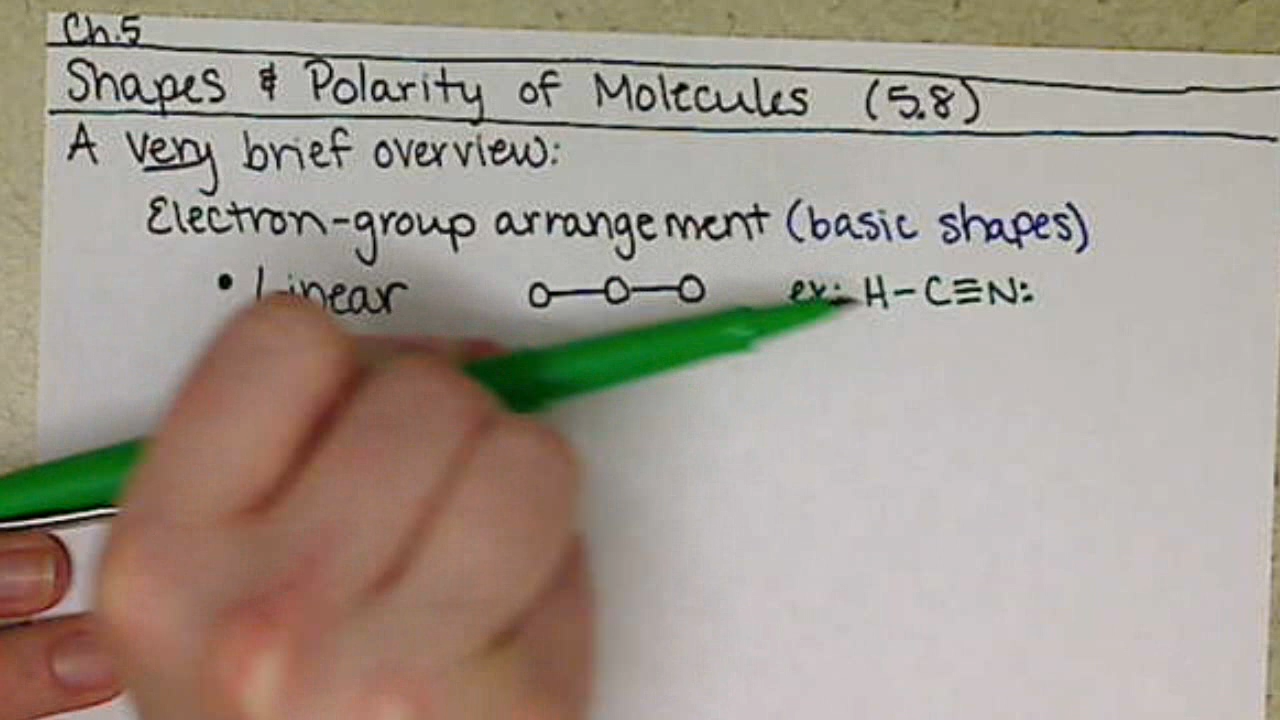 Ch.5
Shapes & Polarity of Molecules (5.8)
A very brief overview:
Electron-group arrangement (basic shapes)
• Linear ex: H-C≡N: